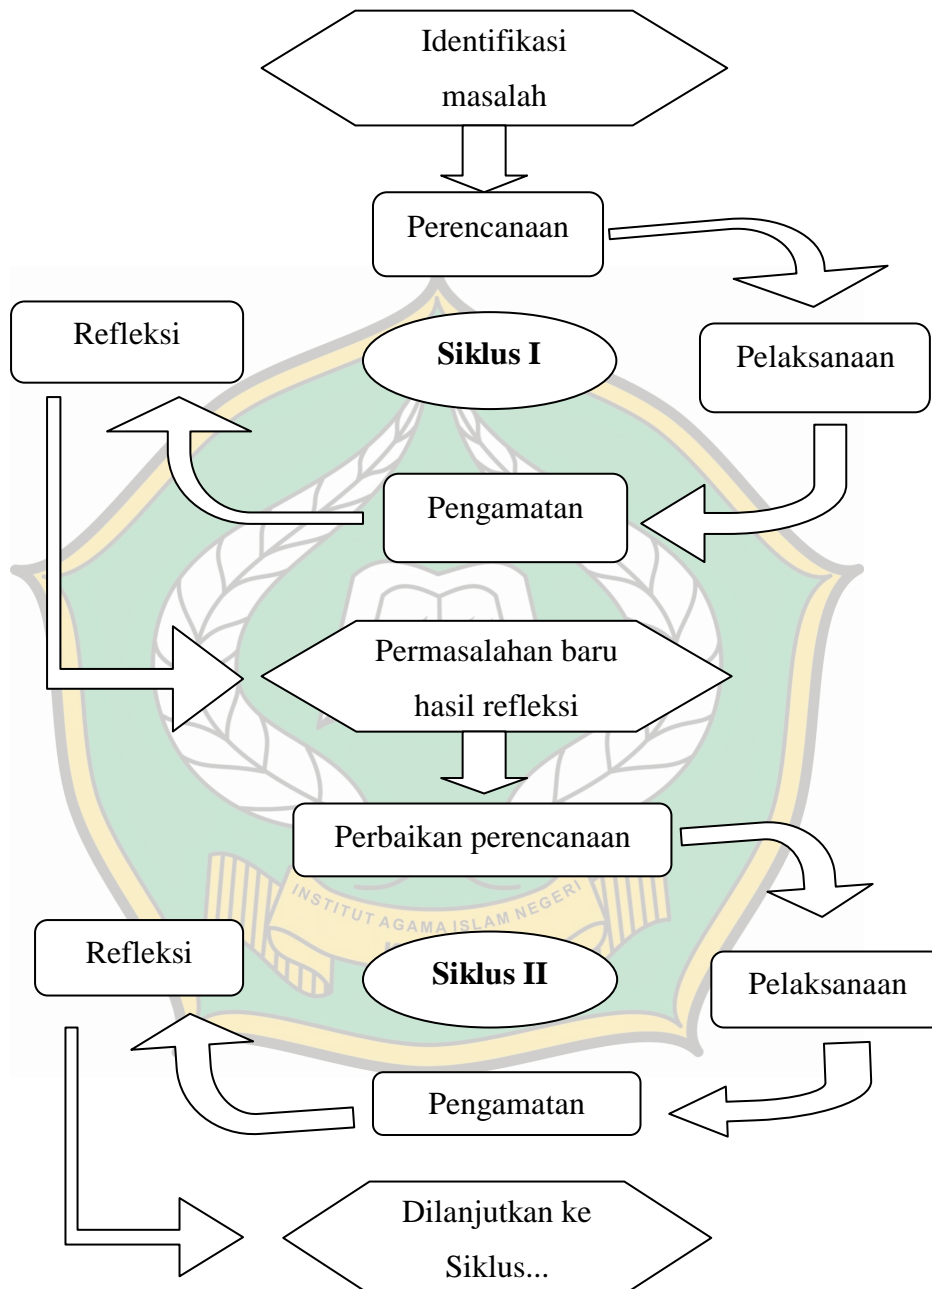 Identifikasi
masalah
Perencanaan
Refleksi
Siklus I
Pelaksanaan
Pengamatan
Permasalahan baru
hasil refleksi
Perbaikan perencanaan
INSTITUT AGAMA ISLAM NEGERI
Refleksi
Siklus II
Pelaksanaan
Pengamatan
Dilanjutkan ke
Siklus...